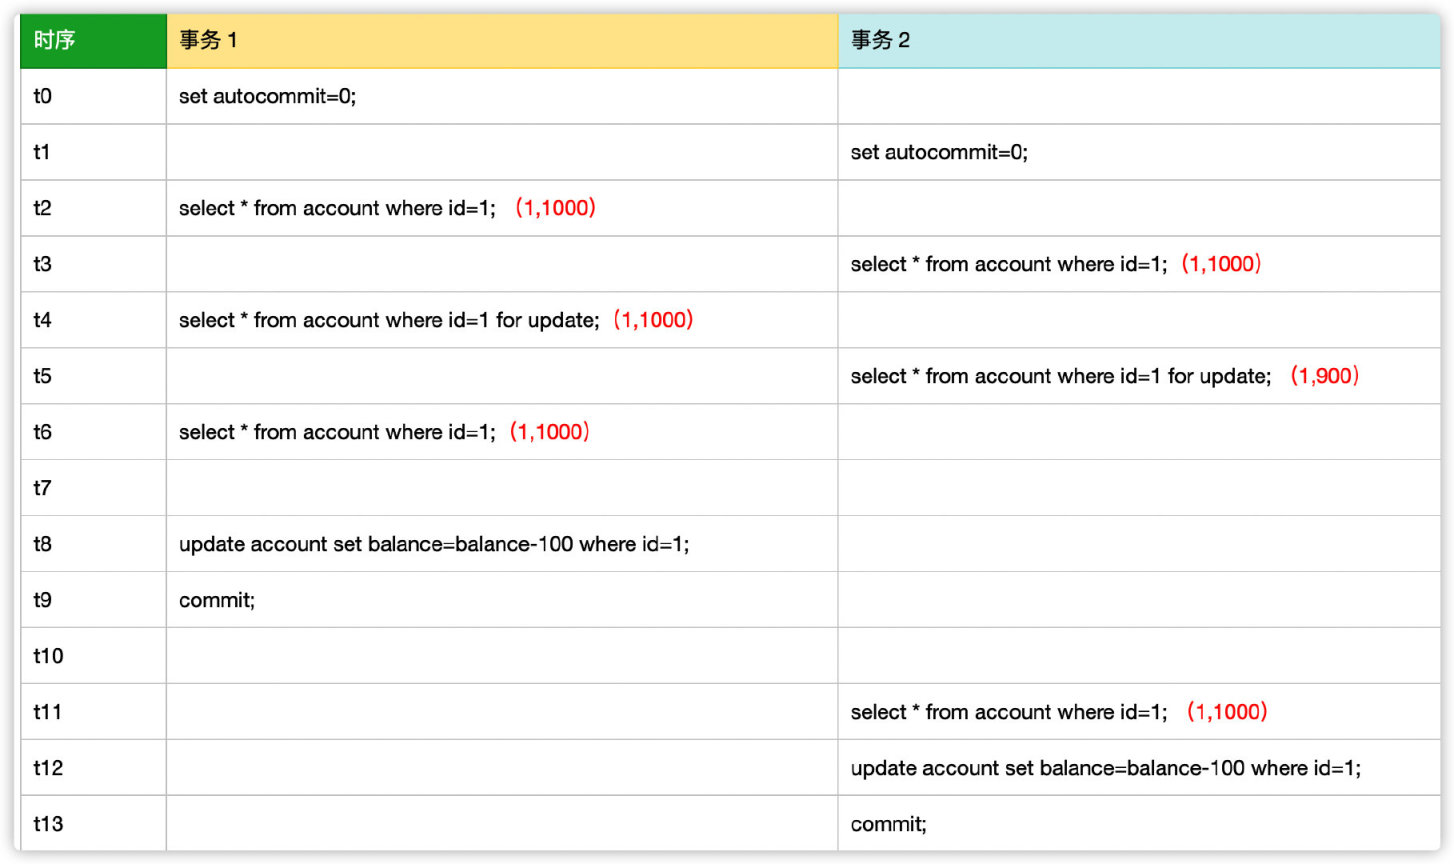 时序 事务 1 事务 2
t0 set autocommit=0;
t1 set autocommit=0;
t2 select * from account where id=1; （1,1000）
t3 select * from account where id=1;（1,1000）
t4 select * from account where id=1 for update;（1,1000）
t5 select * from account where id=1 for update; （1,900）
t6 select * from account where id=1;（1,1000）
t7
t8 update account set balance=balance-100 where id=1;
t9 commit;
t10
t11 select * from account where id=1; （1,1000）
t12 update account set balance=balance-100 where id=1;
t13 commit;